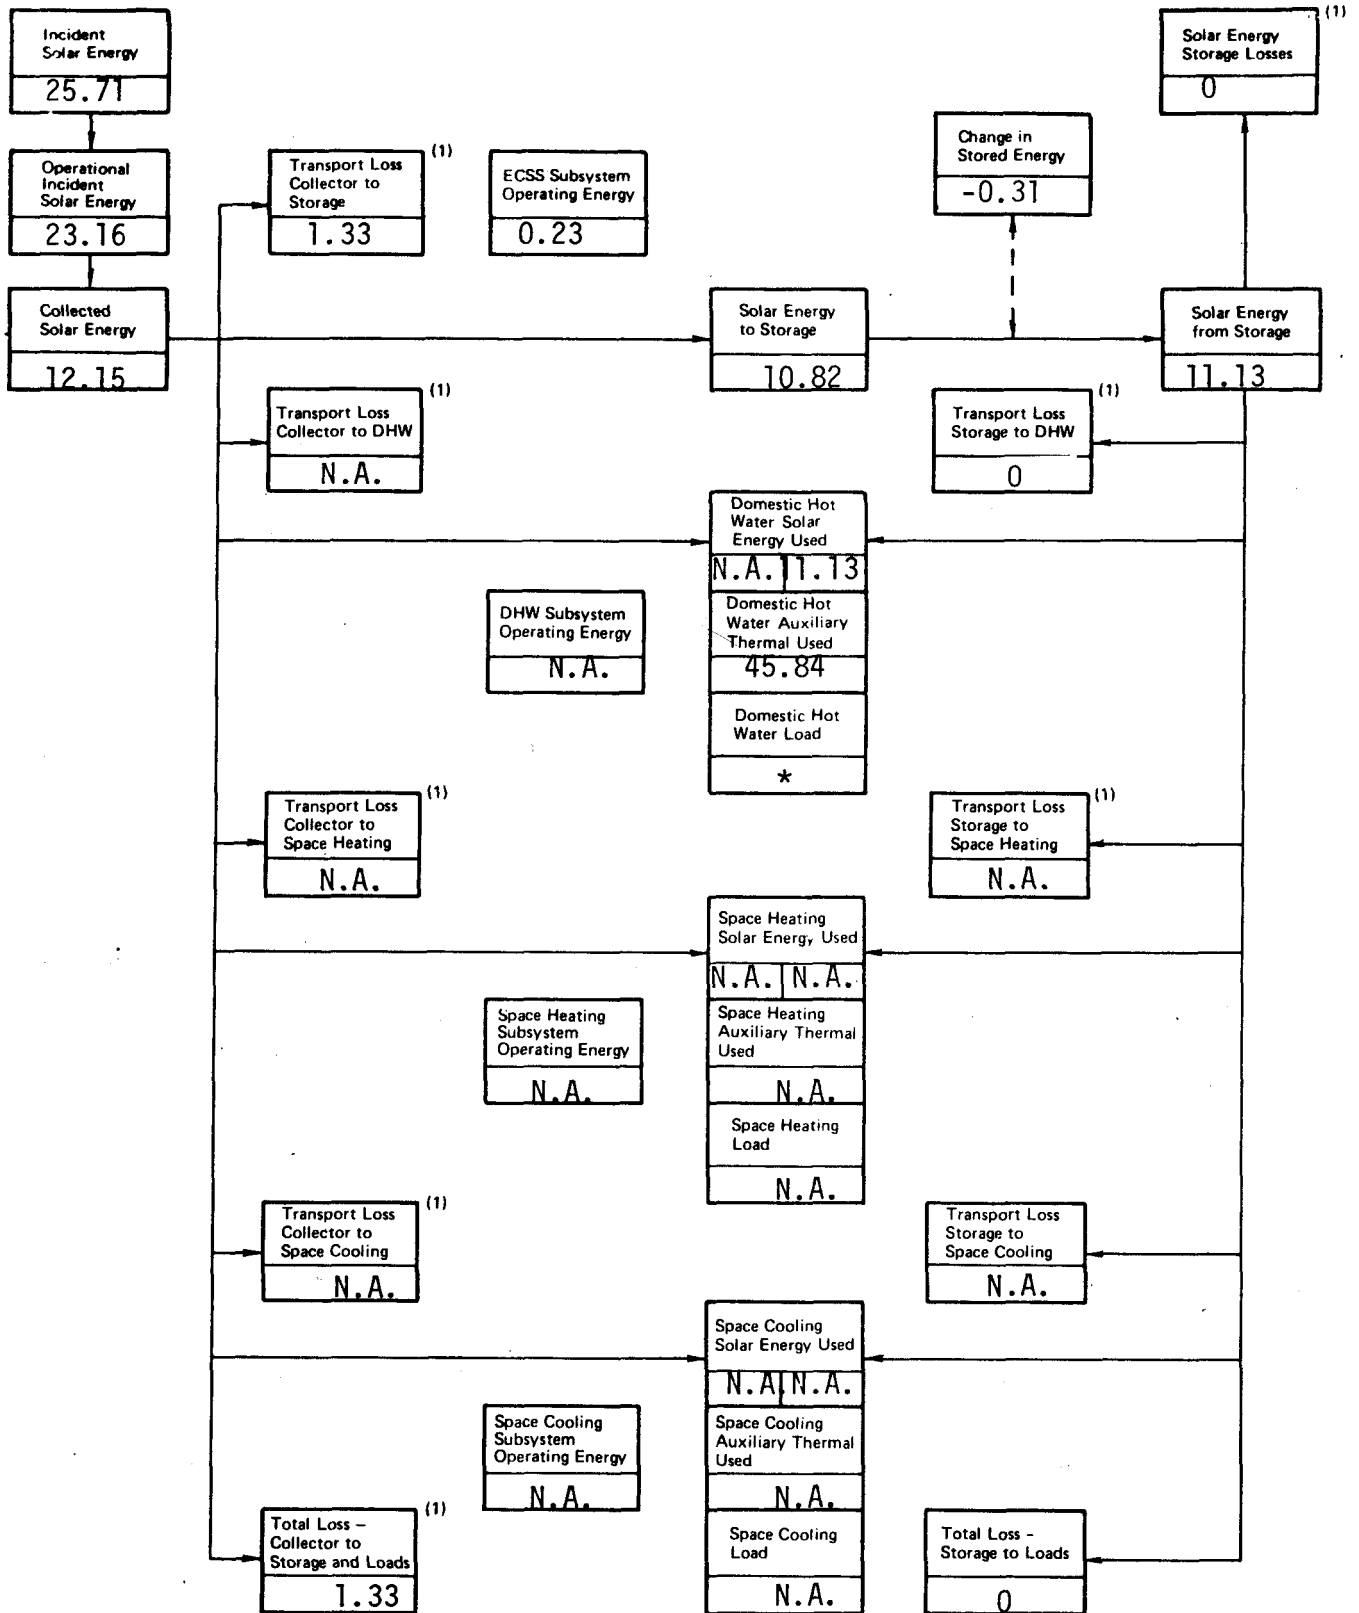 Incident
Solar Energy
25.71
Operational
Incident
Solar Energy
23.16
Collected
Solar Energy
12.15
Transport Loss
Collector to
Storage
(1)
1.33
ECSS Subsystem
Operating Energy
0.23
Change in
Stored Energy
-0.31
Solar Energy
Storage Losses
(1)
0
Solar Energy
to Storage
10.82
Solar Energy
from Storage
11.13
Transport Loss
Collector to DHW
(1)
N.A.
Transport Loss
Storage to DHW
(1)
0
Domestic Hot
Water Solar
Energy Used
N.A. 11.13
Domestic Hot
Water Auxiliary
Thermal Used
45.84
Domestic Hot
Water Load
*
DHW Subsystem
Operating Energy
N.A.
Transport Loss
Collector to
Space Heating
(1)
N.A.
Transport Loss
Storage to
Space Heating
(1)
N.A.
Space Heating
Solar Energy Used
N.A. N.A.
Space Heating
Auxiliary Thermal
Used
N.A.
Space Heating
Load
N.A.
Space Heating
Subsystem
Operating Energy
N.A.
Transport Loss
Collector to
Space Cooling
(1)
N.A.
Transport Loss
Storage to
Space Cooling
N.A.
Space Cooling
Solar Energy Used
N.A N.A.
Space Cooling
Auxiliary Thermal
Used
N.A.
Space Cooling
Load
N.A.
Space Cooling
Subsystem
Operating Energy
N.A.
Total Loss –
Collector to
Storage and Loads
(1)
1.33
Total Loss –
Storage to Loads
0